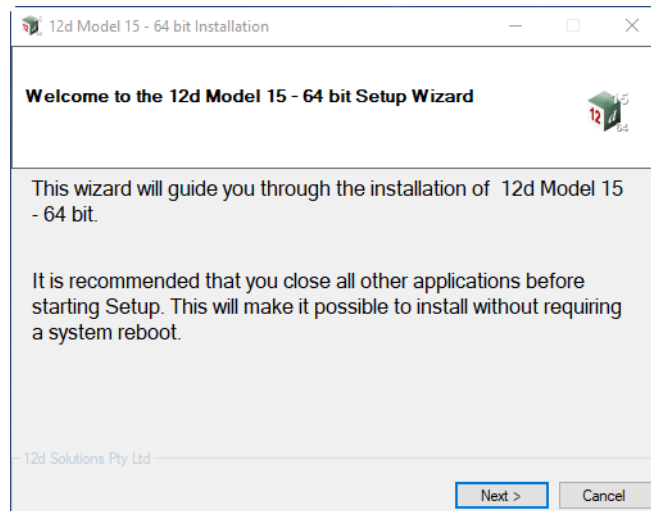 12d Model 15 - 64 bit Installation
Welcome to the 12d Model 15 - 64 bit Setup Wizard
15
12 d
64
This wizard will guide you through the installation of 12d Model 15
- 64 bit.
It is recommended that you close all other applications before
starting Setup. This will make it possible to install without requiring
a system reboot.
12d Solutions Pty Ltd
Next > Cancel